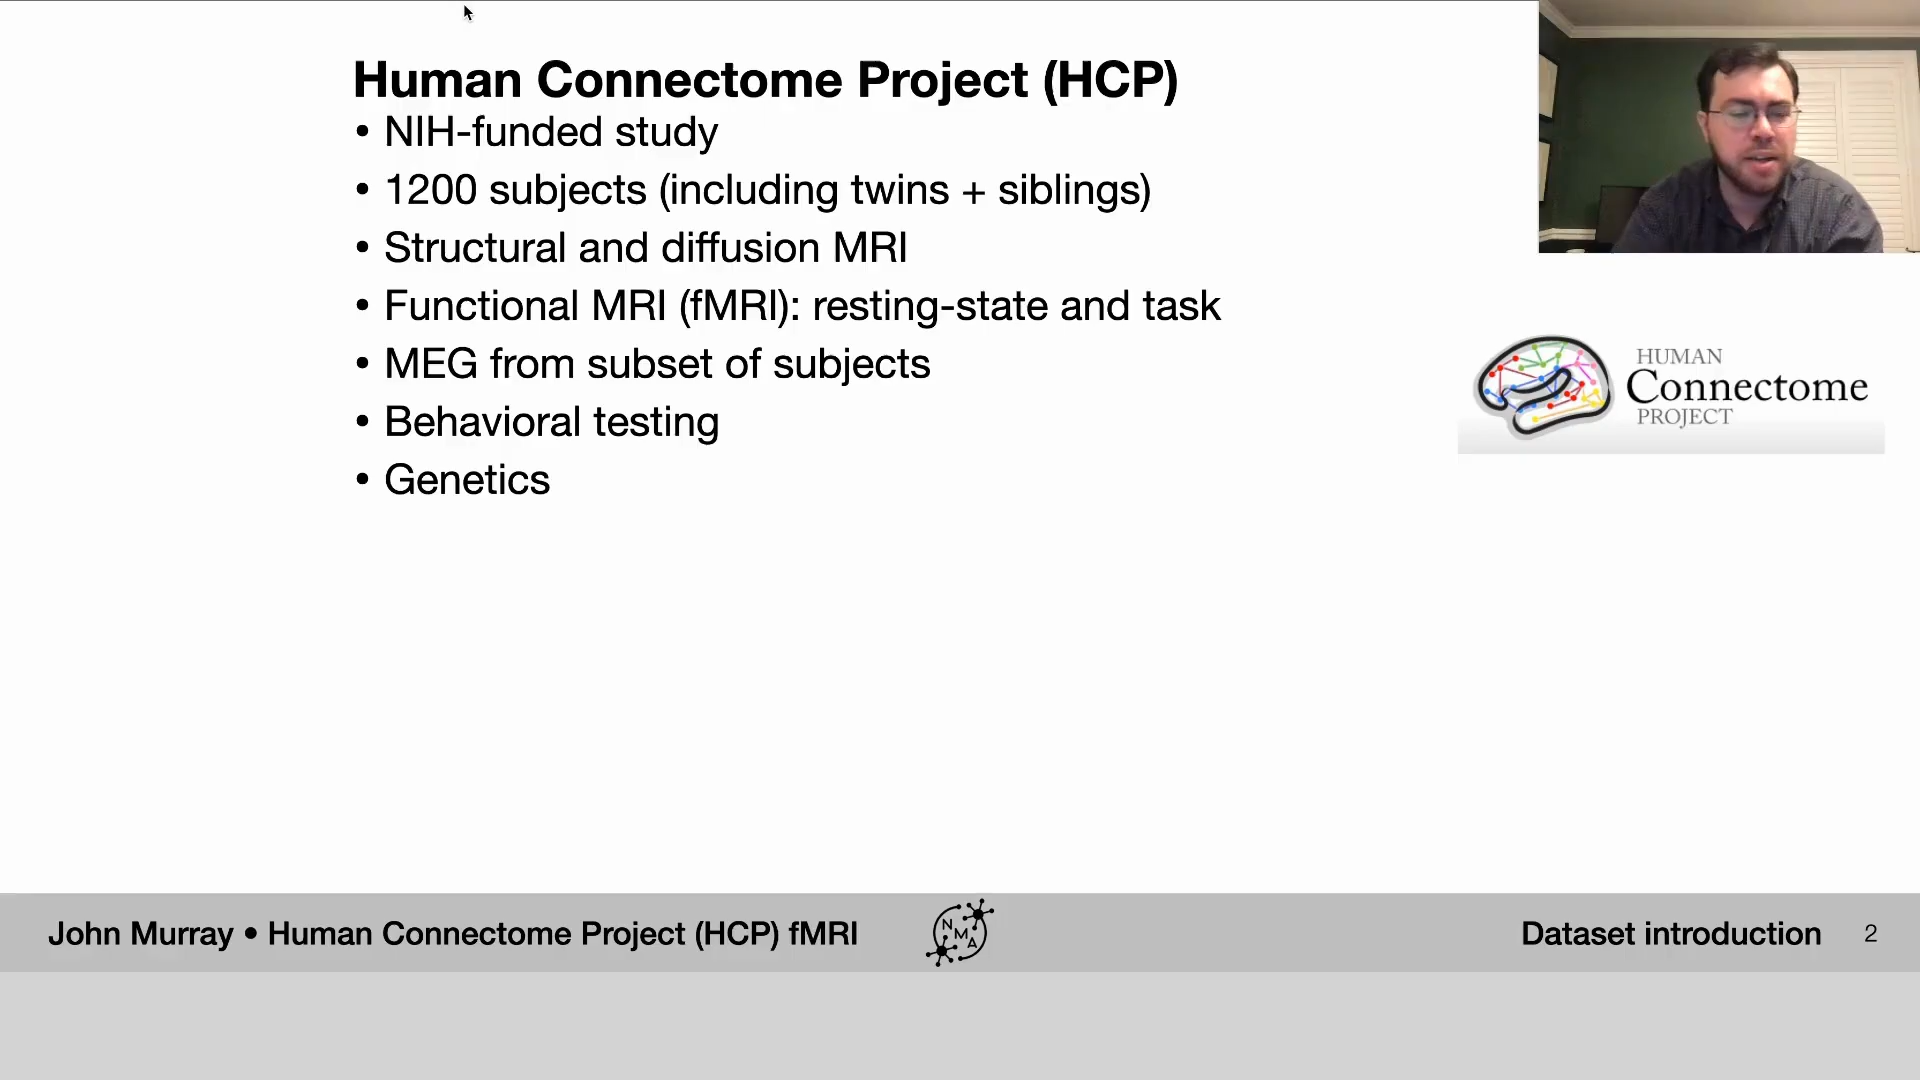 Human Connectome Project (HCP)
• NIH-funded study
• 1200 subjects (including twins + siblings)
• Structural and diffusion MRI
• Functional MRI (fMRI): resting-state and task
• MEG from subset of subjects
• Behavioral testing
• Genetics
HUMAN
Connectome
PROJECT
John Murray • Human Connectome Project (HCP) fMRI
NMA
Dataset introduction 2